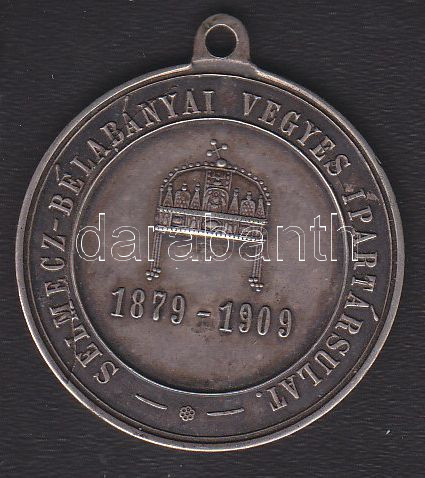 SELMECZ-BÉLABÁNYAI VEGYES IPARTÁRSULAT.
1879-1909
darabanth